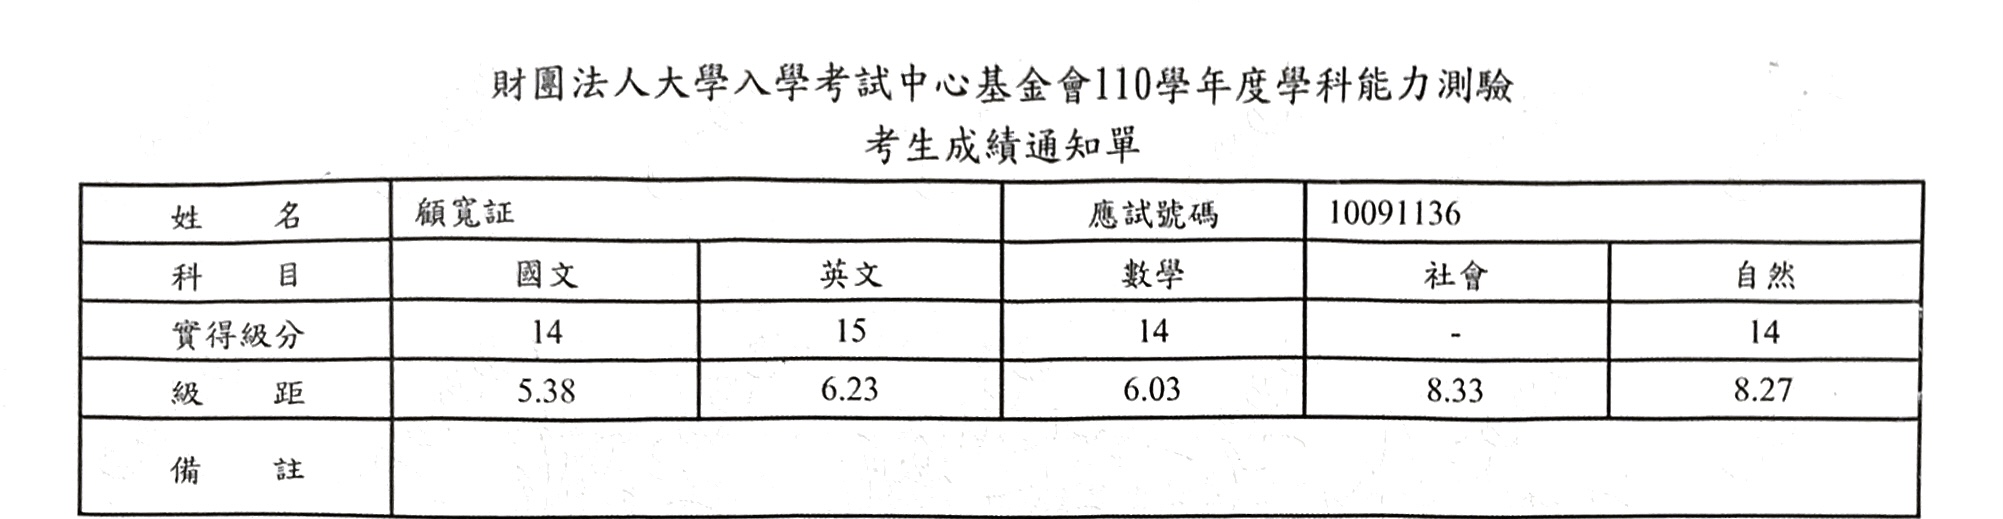 財團法人大學入學考試中心基金會110學年度學科能力測驗
考生成績通知單
姓名 顧寬証 應試號碼 10091136
科目 國文 英文 數學 社會 自然
實得級分 14 15 14 - 14
級距 5.38 6.23 6.03 8.33 8.27
備註